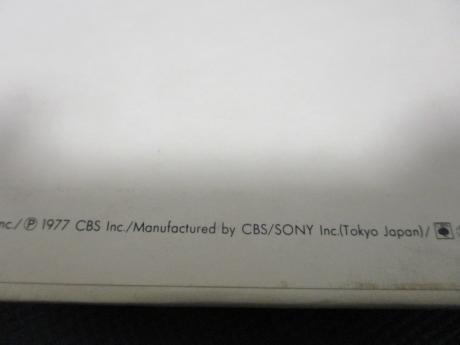 nc./℗ 1977 CBS Inc./Manufactured by CBS/SONY Inc.(Tokyo Japan)/